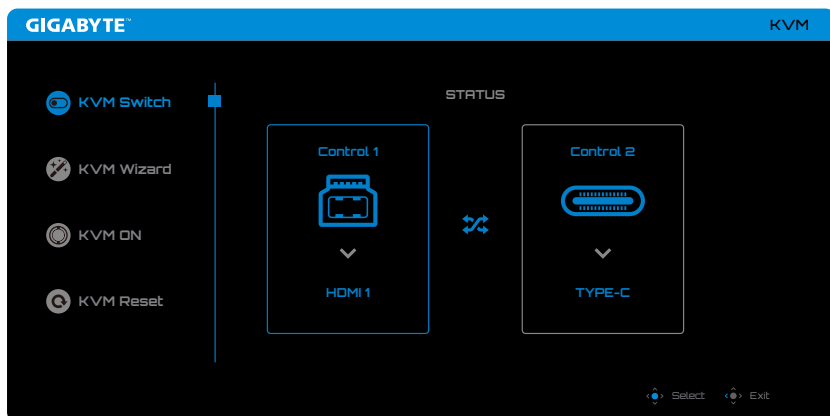 GIGABYTE™
KVM
KVM Switch
KVM Wizard
KVM ON
KVM Reset
STATUS
Control 1
HDMI 1
Control 2
TYPE-C
Select
Exit